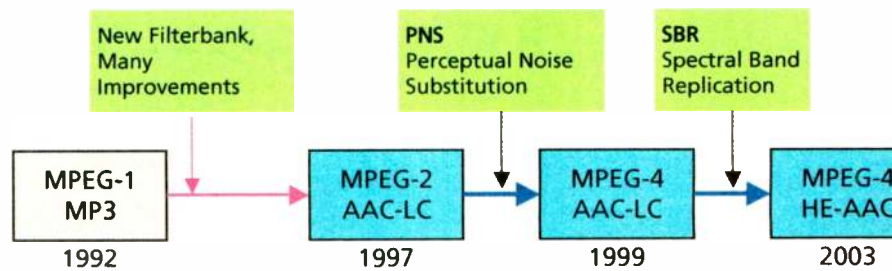 New Filterbank,
Many
Improvements
PNS
Perceptual Noise
Substitution
SBR
Spectral Band
Replication
MPEG-1
MP3
MPEG-2
AAC-LC
MPEG-4
AAC-LC
MPEG-4
HE-AAC
1992
1997
1999
2003